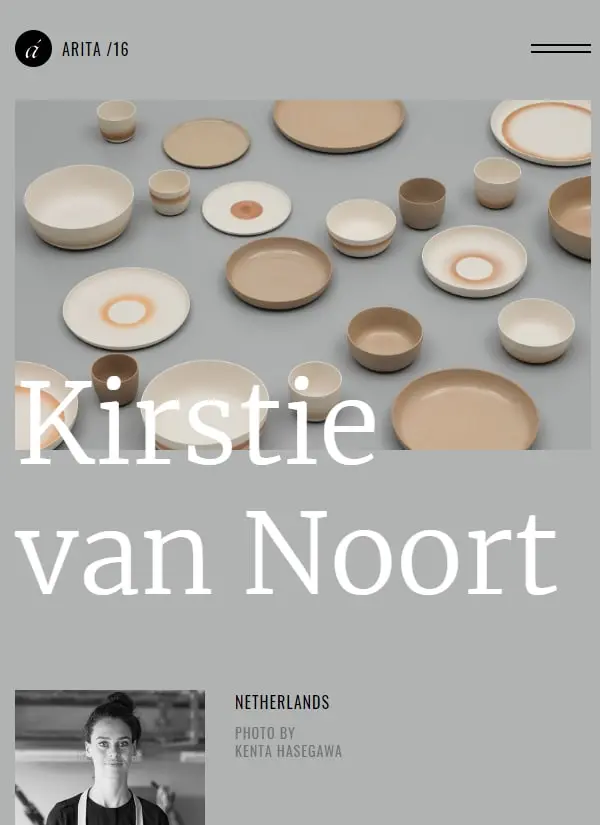 á
ARITA /16
Kirstie
van Noort
NETHERLANDS
PHOTO BY
KENTA HASEGAWA